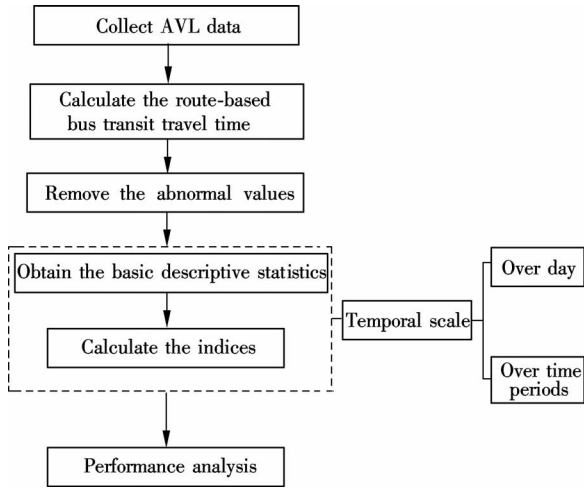 Collect AVL data
Calculate the route-based
bus transit travel time
Remove the abnormal values
Obtain the basic descriptive statistics
Calculate the indices
Temporal scale
Over day
Over time
periods
Performance analysis